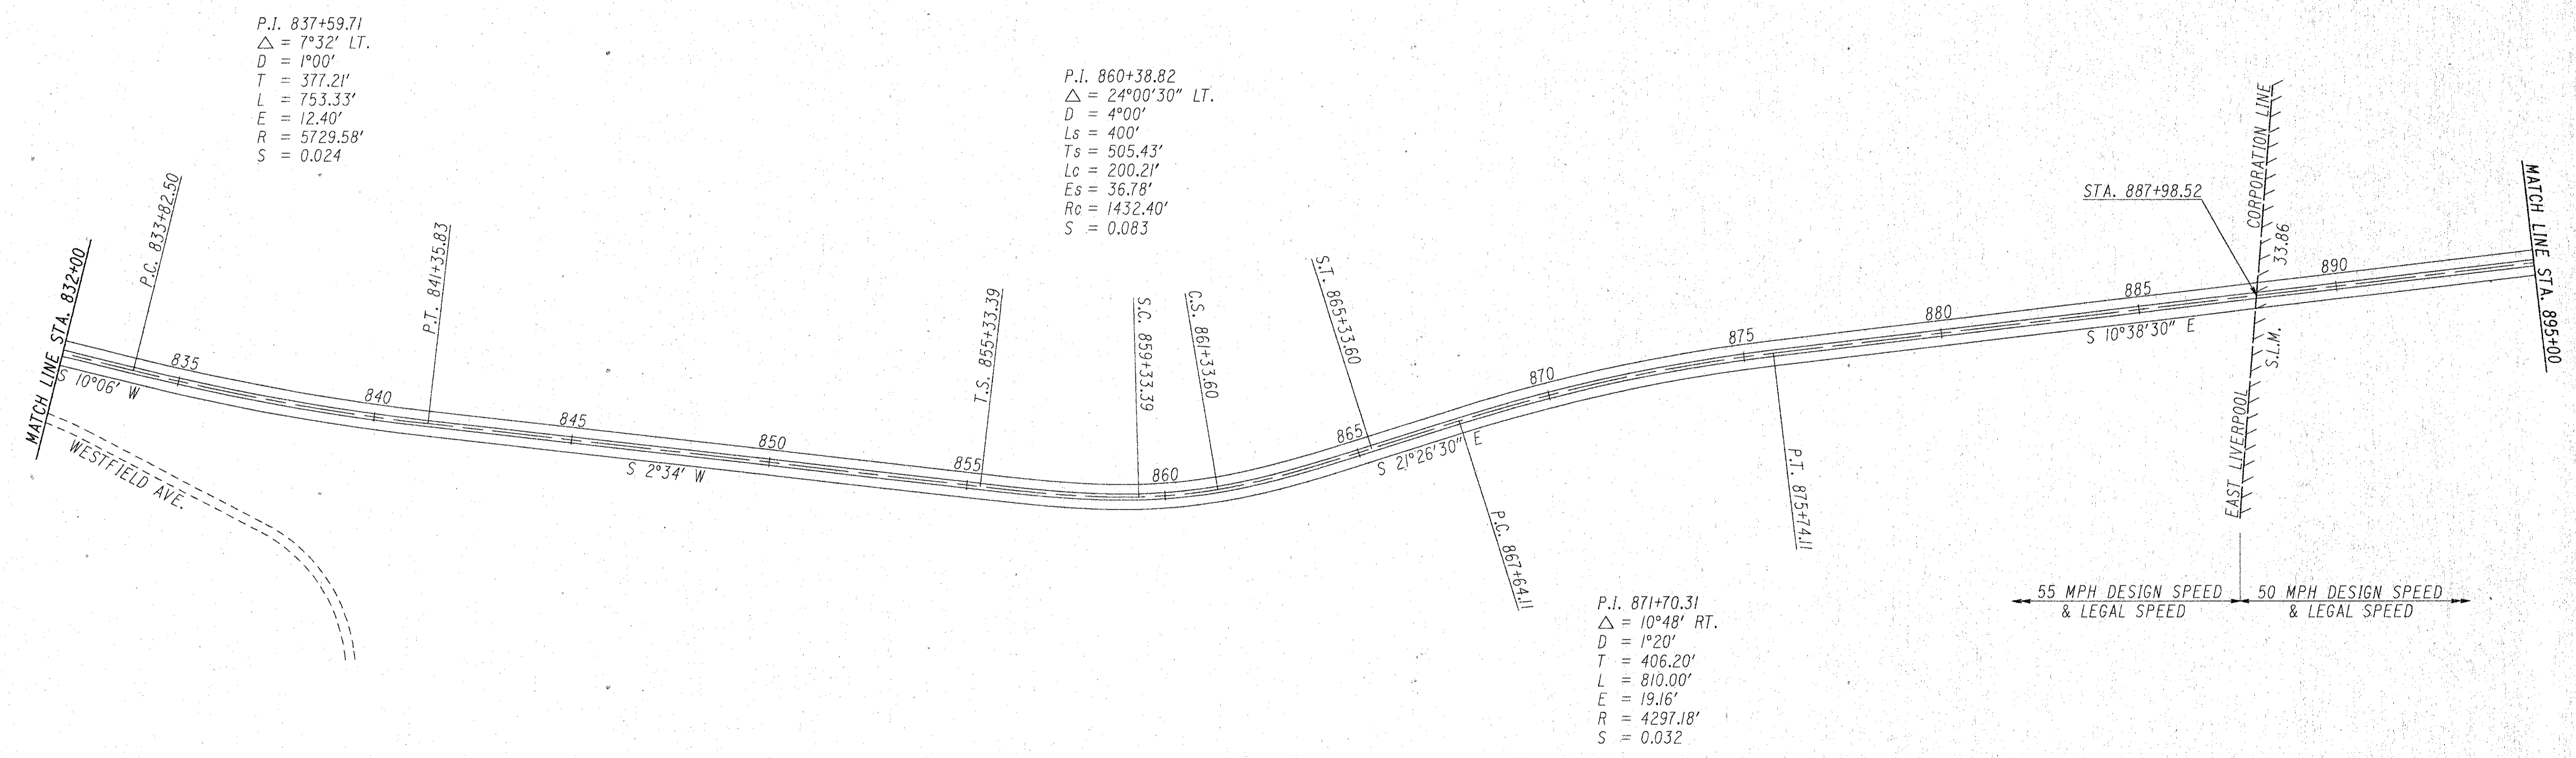 P.I. 837+59.71
△ = 7°32' LT.
D = 1°00'
T = 377.21'
L = 753.33'
E = 12.40'
R = 5729.58'
S = 0.024
P.I. 860+38.82
△ = 24°00'30" LT.
D = 4°00'
Ls = 400'
Ts = 505.43'
Lc = 200.21'
Es = 36.78'
Rc = 1432.40'
S = 0.083
MATCH LINE STA. 832+00
P.C. 833+82.50
P.T. 841+35.83
T.S. 855+33.39
S.C. 859+33.39
C.S. 861+33.60
S.T. 865+33.60
STA. 887+98.52
CORPORATION LINE
33.86
MATCH LINE STA. 895+00
835
840
845
850
855
860
865
870
875
880
885
890
S 10°06' W
S 2°34' W
S 21°26'30" E
S 10°38'30" E
WESTFIELD AVE.
P.C. 867+64.11
P.T. 875+74.11
EAST LIVERPOOL
S.L.M.
55 MPH DESIGN SPEED
& LEGAL SPEED
50 MPH DESIGN SPEED
& LEGAL SPEED
P.I. 871+70.31
△ = 10°48' RT.
D = 1°20'
T = 406.20'
L = 810.00'
E = 19.16'
R = 4297.18'
S = 0.032